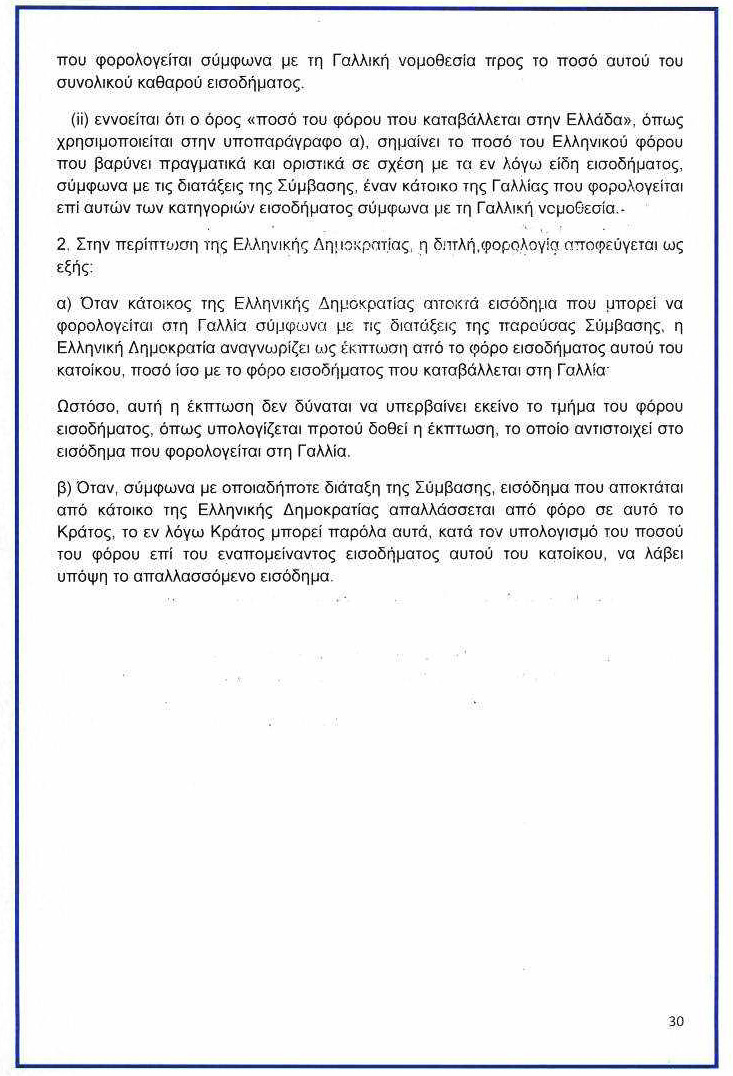 που φορολογείται σύμφωνα με τη Γαλλική νομοθεσία προς το ποσό αυτού του
συνολικού καθαρού εισοδήματος.
(ii) εννοείται ότι ο όρος «ποσό του φόρου που καταβάλλεται στην Ελλάδα», όπως
χρησιμοποιείται στην υποπαράγραφο α), σημαίνει το ποσό του Ελληνικού φόρου
που βαρύνει πραγματικά και οριστικά σε σχέση με τα εν λόγω είδη εισοδήματος,
σύμφωνα με τις διατάξεις της Σύμβασης, έναν κάτοικο της Γαλλίας που φορολογείται
επί αυτών των κατηγοριών εισοδήματος σύμφωνα με τη Γαλλική νομοθεσία.-
2. Στην περίπτωση της Ελληνικής Δημοκρατίας, η διπλή φορολογία αποφεύγεται ως
εξής:
α) Όταν κάτοικος της Ελληνικής Δημοκρατίας αποκτά εισόδημα που μπορεί να
φορολογείται στη Γαλλία σύμφωνα με τις διατάξεις της παρούσας Σύμβασης, η
Ελληνική Δημοκρατία αναγνωρίζει ως έκπτωση από το φόρο εισοδήματος αυτού του
κατοίκου, ποσό ίσο με το φόρο εισοδήματος που καταβάλλεται στη Γαλλία·
Ωστόσο, αυτή η έκπτωση δεν δύναται να υπερβαίνει εκείνο το τμήμα του φόρου
εισοδήματος, όπως υπολογίζεται προτού δοθεί η έκπτωση, το οποίο αντιστοιχεί στο
εισόδημα που φορολογείται στη Γαλλία.
β) Όταν, σύμφωνα με οποιαδήποτε διάταξη της Σύμβασης, εισόδημα που αποκτάται
από κάτοικο της Ελληνικής Δημοκρατίας απαλλάσσεται από φόρο σε αυτό το
Κράτος, το εν λόγω Κράτος μπορεί παρόλα αυτά, κατά τον υπολογισμό του ποσού
του φόρου επί του εναπομείναντος εισοδήματος αυτού του κατοίκου, να λάβει
υπόψη το απαλλασσόμενο εισόδημα.
30